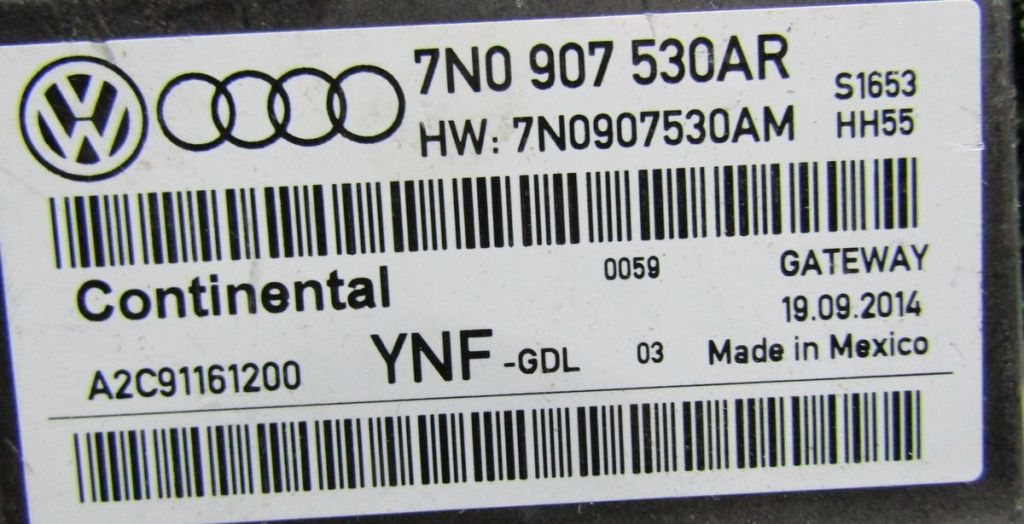 7N0 907 530AR
S1653
HW: 7N0907530AM
HH55
Continental
0059
GATEWAY
19.09.2014
A2C91161200
YNF-GDL
03
Made in Mexico